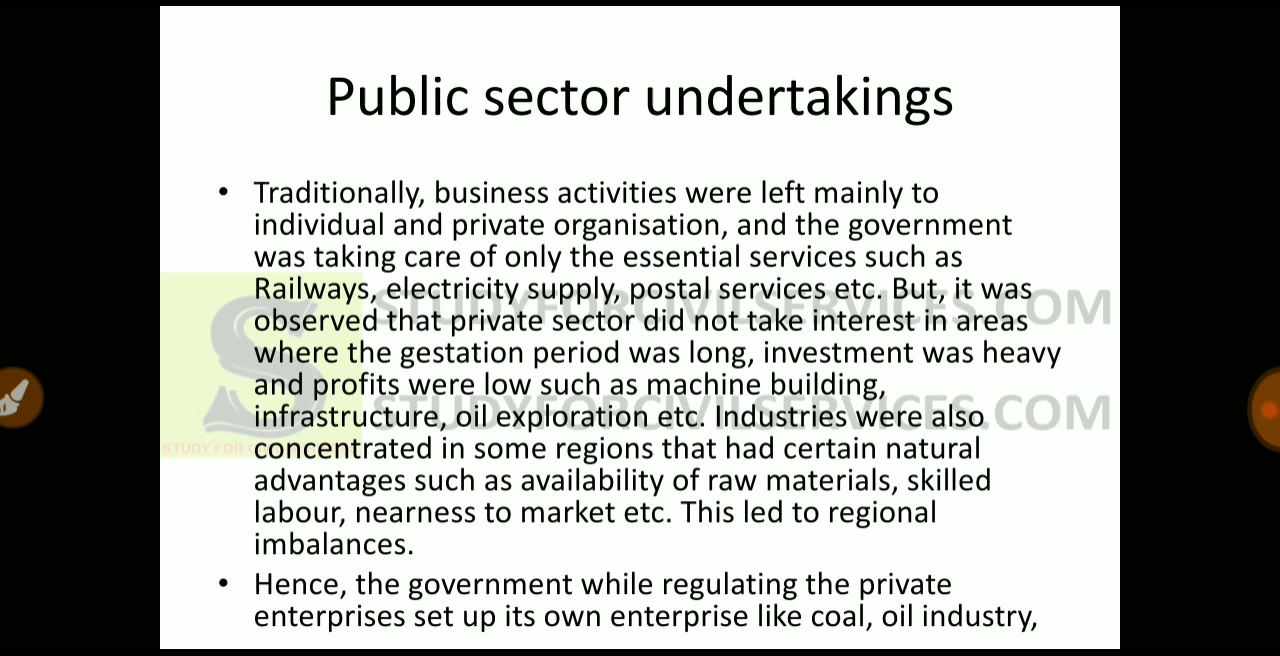 Public sector undertakings
• Traditionally, business activities were left mainly to
individual and private organisation, and the government
was taking care of only the essential services such as
Railways, electricity supply, postal services etc. But, it was
observed that private sector did not take interest in areas
where the gestation period was long, investment was heavy
and profits were low such as machine building,
infrastructure, oil exploration etc. Industries were also
concentrated in some regions that had certain natural
advantages such as availability of raw materials, skilled
labour, nearness to market etc. This led to regional
imbalances.
• Hence, the government while regulating the private
enterprises set up its own enterprise like coal, oil industry,
STUDYFORCIVILSERVICES.COM
STUDYFORCIVILSERVICES.COM
STUDY FOR